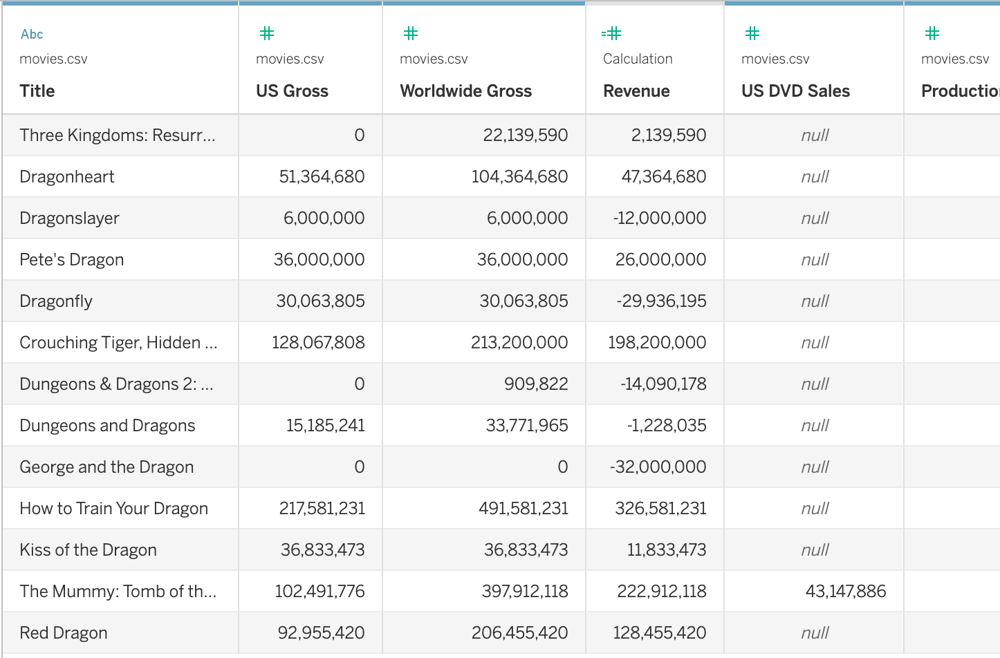 Abc
movies.csv movies.csv movies.csv Calculation movies.csv movies.csv
Title US Gross Worldwide Gross Revenue US DVD Sales Productio
Three Kingdoms: Resurr... 0 22,139,590 2,139,590 null
Dragonheart 51,364,680 104,364,680 47,364,680 null
Dragonslayer 6,000,000 6,000,000 -12,000,000 null
Pete's Dragon 36,000,000 36,000,000 26,000,000 null
Dragonfly 30,063,805 30,063,805 -29,936,195 null
Crouching Tiger, Hidden ... 128,067,808 213,200,000 198,200,000 null
Dungeons & Dragons 2: ... 0 909,822 -14,090,178 null
Dungeons and Dragons 15,185,241 33,771,965 -1,228,035 null
George and the Dragon 0 0 -32,000,000 null
How to Train Your Dragon 217,581,231 491,581,231 326,581,231 null
Kiss of the Dragon 36,833,473 36,833,473 11,833,473 null
The Mummy: Tomb of th... 102,491,776 397,912,118 222,912,118 43,147,886
Red Dragon 92,955,420 206,455,420 128,455,420 null